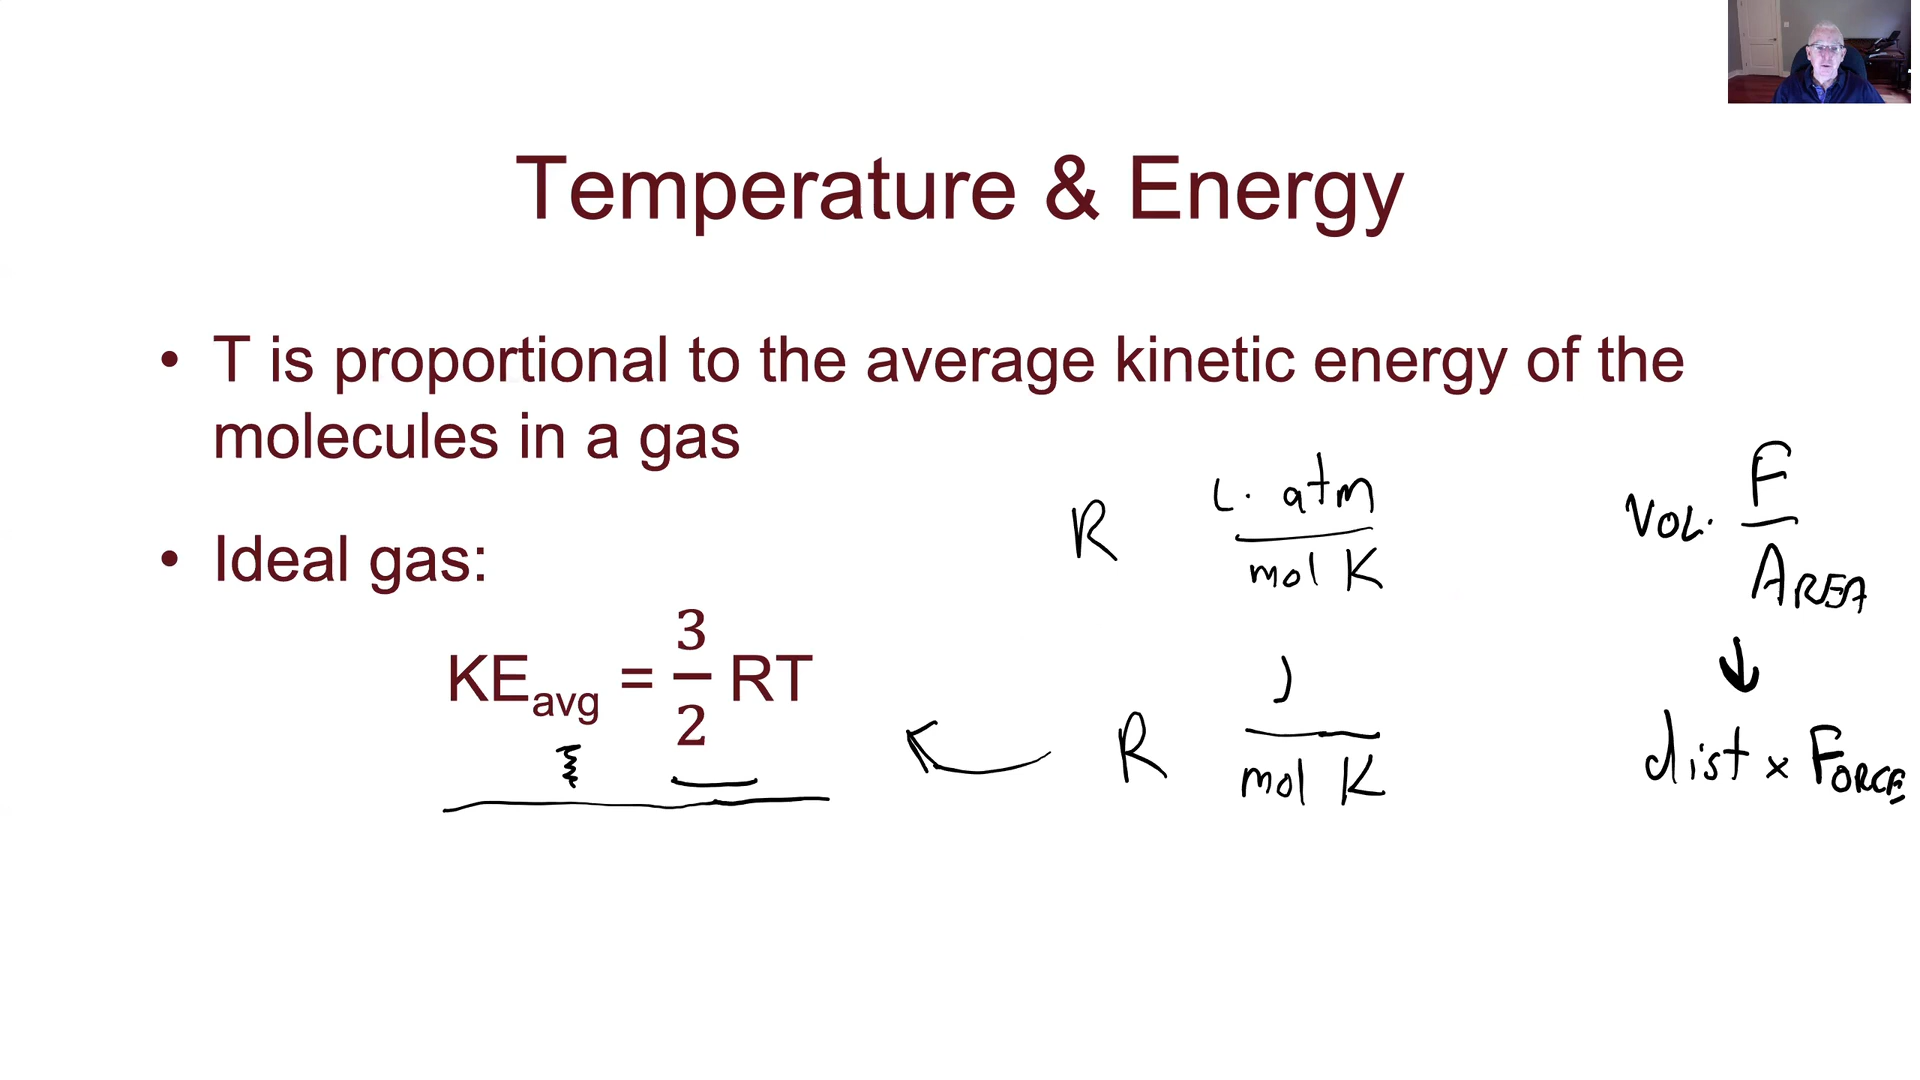 Temperature & Energy
• T is proportional to the average kinetic energy of the
molecules in a gas
• Ideal gas:
KEavg = 3/2 RT
R L. atm / mol K
R J / mol K
VOL. F / AREA
↓
dist x FORCE